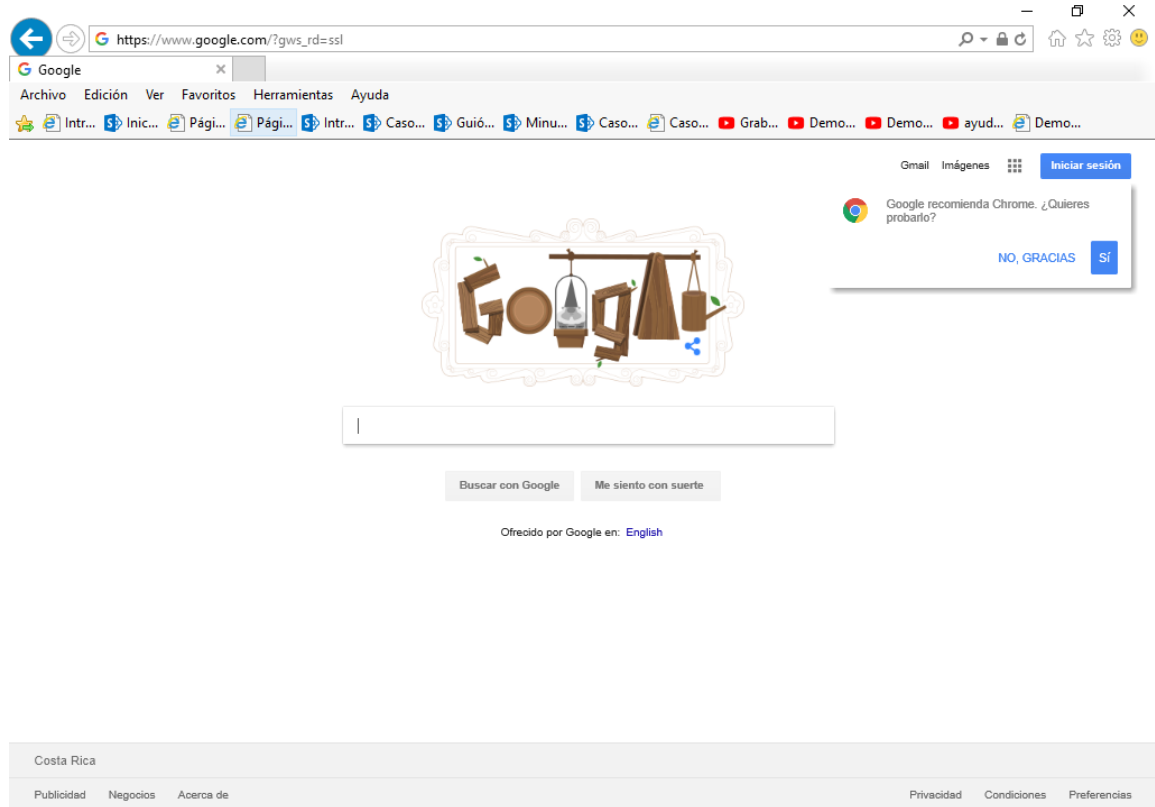 https://www.google.com/?gws_rd=ssl
Google
Archivo Edición Ver Favoritos Herramientas Ayuda
Intr... Inic... Pági... Pági... Intr... Caso... Guió... Minu... Caso... Caso... Grab... Demo... Demo... ayud... Demo...
Gmail Imágenes Iniciar sesión
Google recomienda Chrome. ¿Quieres
probarlo?
NO, GRACIAS Sí
Google
Buscar con Google Me siento con suerte
Ofrecido por Google en: English
Costa Rica
Publicidad Negocios Acerca de Privacidad Condiciones Preferencias